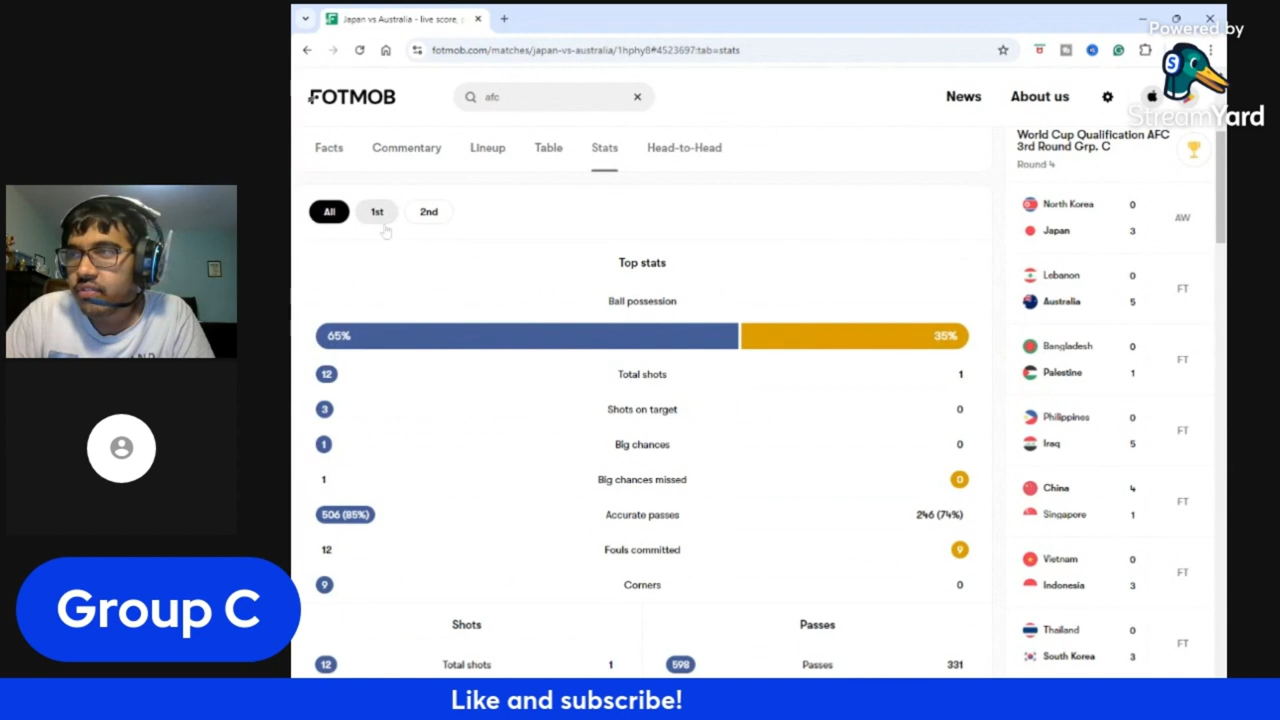 Japan vs Australia - live score, p
Powered by
StreamYard
fotmob.com/matches/japan-vs-australia/1hphy8#4523697:tab=stats
FOTMOB
afc
News
About us
Facts
Commentary
Lineup
Table
Stats
Head-to-Head
All
1st
2nd
Top stats
Ball possession
65%
35%
12
Total shots
1
3
Shots on target
0
1
Big chances
0
1
Big chances missed
0
506 (85%)
Accurate passes
246 (74%)
12
Fouls committed
9
9
Corners
0
Shots
Passes
12
Total shots
1
598
Passes
331
World Cup Qualification AFC
3rd Round Grp. C
Round 4
North Korea 0
Japan 3
AW
Lebanon 0
Australia 5
FT
Bangladesh 0
Palestine 1
FT
Philippines 0
Iraq 5
FT
China 4
Singapore 1
FT
Vietnam 0
Indonesia 3
FT
Thailand 0
South Korea 3
FT
Group C
Like and subscribe!